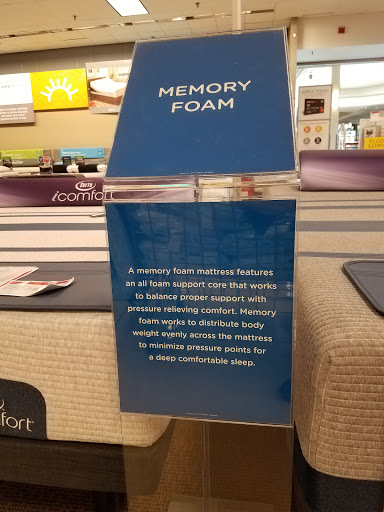 MEMORY
FOAM
Serta
icomfort
A memory foam mattress features
an all foam support core that works
to balance proper support with
pressure relieving comfort. Memory
foam works to distribute body
weight evenly across the mattress
to minimize pressure points for
a deep comfortable sleep.
fort